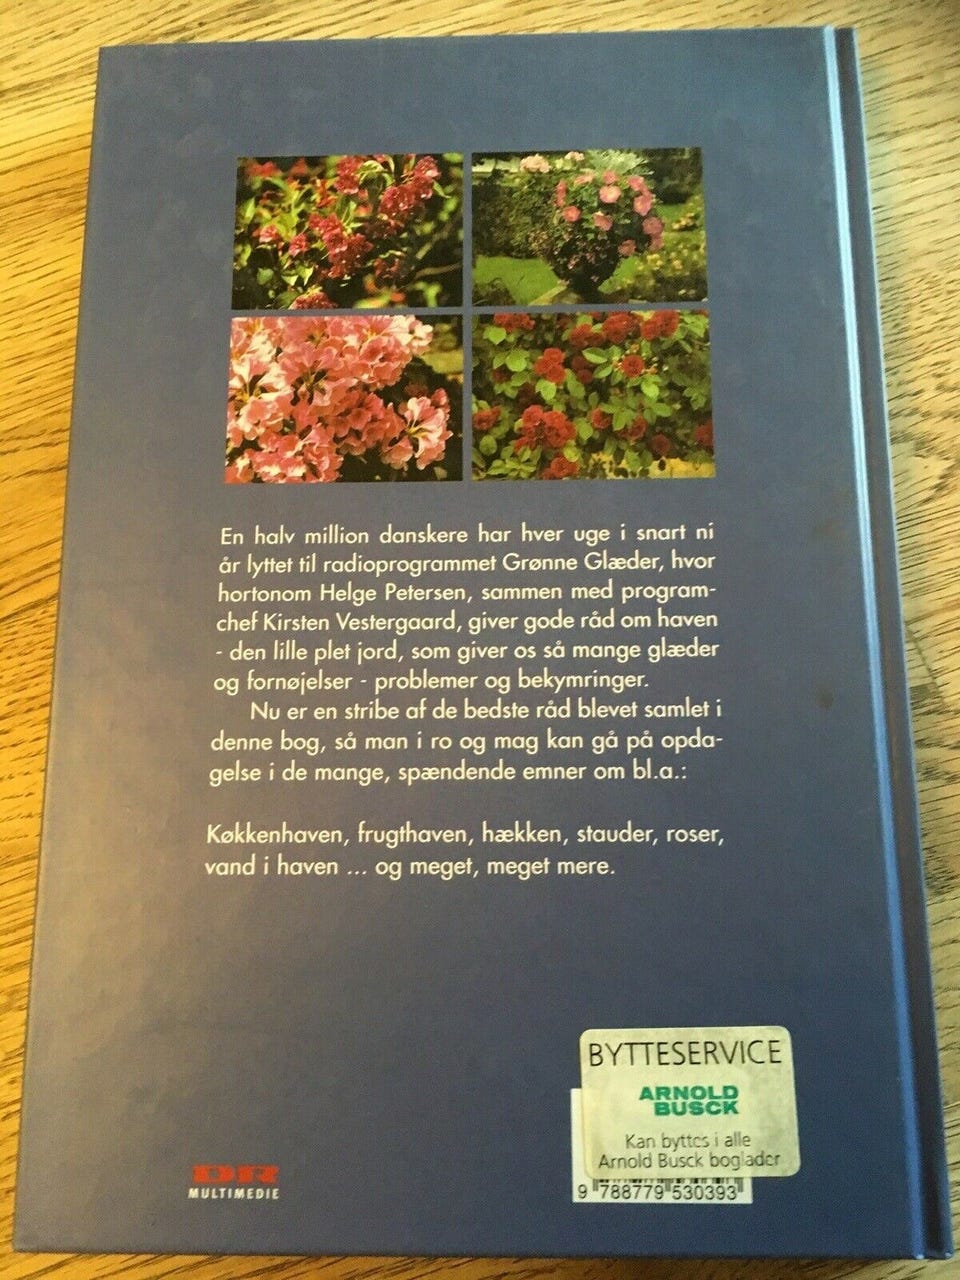 En halv million danskere har hver uge i snart ni
år lyttet til radioprogrammet Grønne Glæder, hvor
hortonom Helge Petersen, sammen med program-
chef Kirsten Vestergaard, giver gode råd om haven
- den lille plet jord, som giver os så mange glæder
og fornøjelser - problemer og bekymringer.
Nu er en stribe af de bedste råd blevet samlet i
denne bog, så man i ro og mag kan gå på opda-
gelse i de mange, spændende emner om bl.a.:
Køkkenhaven, frugthaven, hækken, stauder, roser,
vand i haven ... og meget, meget mere.
BYTTESERVICE
ARNOLD
BUSCK
Kan byttes i alle
Arnold Busck boglader
9 788779 530393
DR
MULTIMEDIE